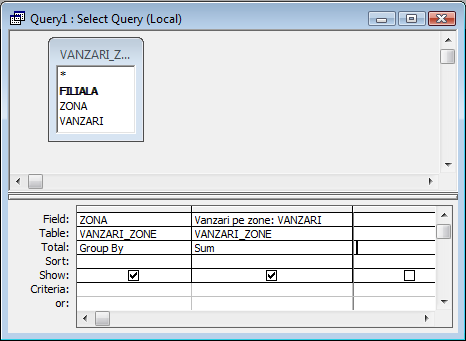 Query1 : Select Query (Local)
VANZARI_Z...
*
FILIALA
ZONA
VANZARI
Field: ZONA Vanzari pe zone: VANZARI
Table: VANZARI_ZONE VANZARI_ZONE
Total: Group By Sum
Sort:
Show:
Criteria:
or: